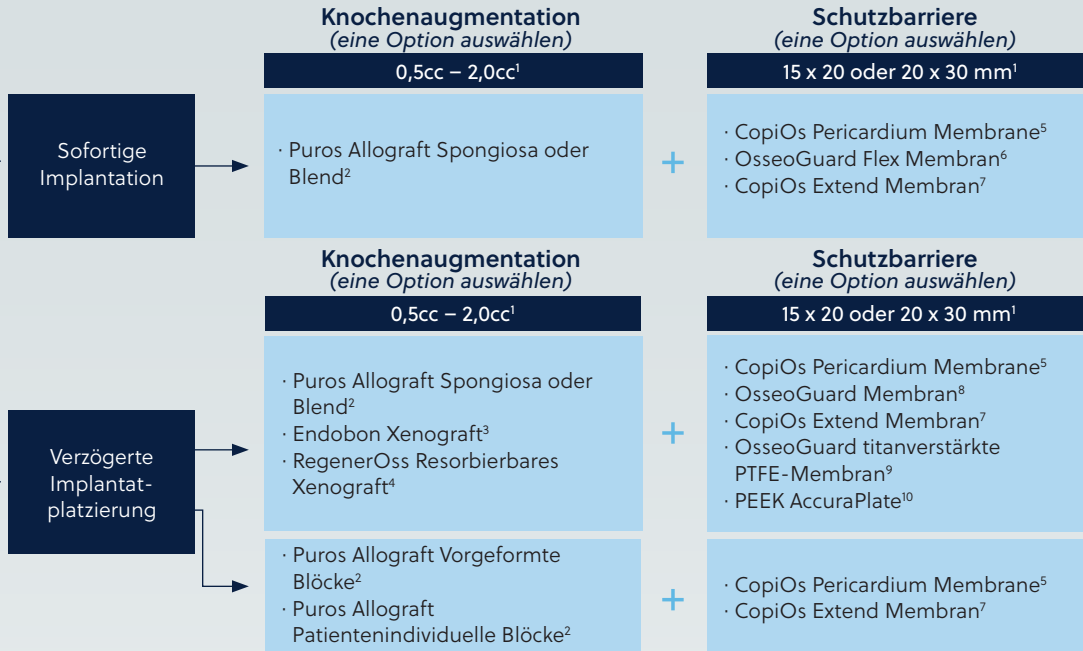 Knochenaugmentation
(eine Option auswählen)
Schutzbarriere
(eine Option auswählen)
0,5cc – 2,0cc¹
15 x 20 oder 20 x 30 mm¹
Sofortige
Implantation
· Puros Allograft Spongiosa oder
Blend²
+
· CopiOs Pericardium Membrane⁵
· OsseoGuard Flex Membran⁶
· CopiOs Extend Membran⁷
Knochenaugmentation
(eine Option auswählen)
Schutzbarriere
(eine Option auswählen)
0,5cc – 2,0cc¹
15 x 20 oder 20 x 30 mm¹
Verzögerte
Implantat-
platzierung
· Puros Allograft Spongiosa oder
Blend²
· Endobon Xenograft³
· RegenerOss Resorbierbares
Xenograft⁴
+
· CopiOs Pericardium Membrane⁵
· OsseoGuard Membran⁸
· CopiOs Extend Membran⁷
· OsseoGuard titanverstärkte
PTFE-Membran⁹
· PEEK AccuraPlate¹⁰
· Puros Allograft Vorgeformte
Blöcke²
· Puros Allograft
Patientenindividuelle Blöcke²
+
· CopiOs Pericardium Membrane⁵
· CopiOs Extend Membran⁷